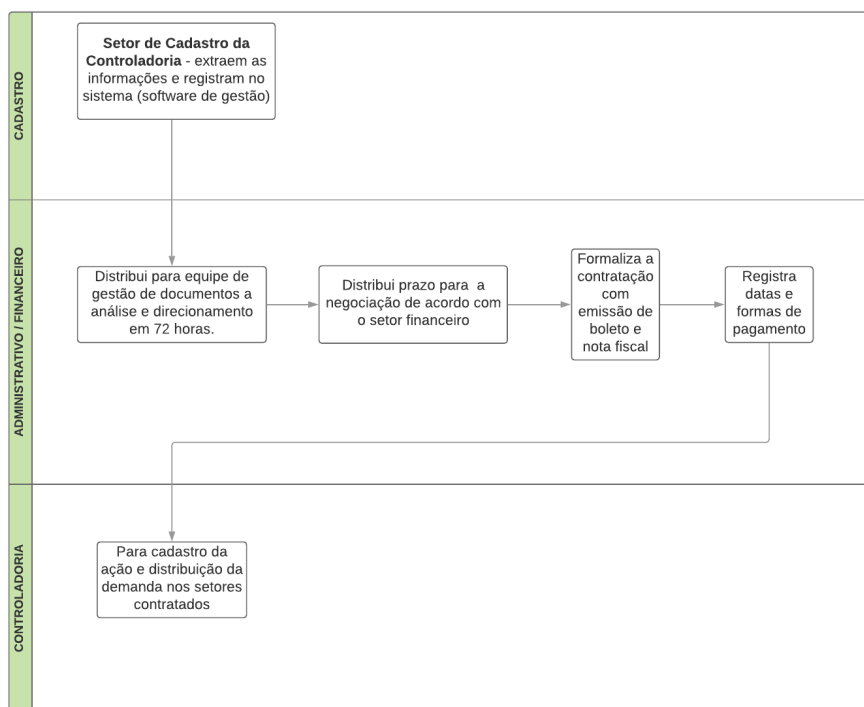 CADASTRO
Setor de Cadastro da
Controladoria - extraem as
informações e registram no
sistema (software de gestão)
ADMINISTRATIVO / FINANCEIRO
Distribui para equipe de
gestão de documentos a
análise e direcionamento
em 72 horas.
Distribui prazo para a
negociação de acordo com
o setor financeiro
Formaliza a
contratação
com
emissão de
boleto e
nota fiscal
Registra
datas e
formas de
pagamento
CONTROLADORIA
Para cadastro da
ação e distribuição da
demanda nos setores
contratados